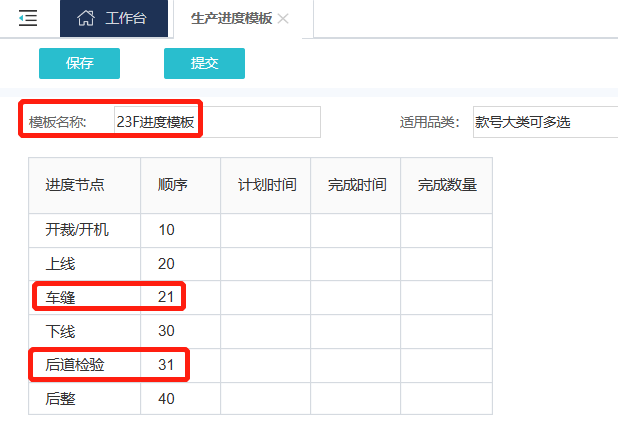 工作台 生产进度模板
保存 提交
模板名称: 23F进度模板 适用品类: 款号大类可多选
进度节点 顺序 计划时间 完成时间 完成数量
开裁/开机 10
上线 20
车缝 21
下线 30
后道检验 31
后整 40